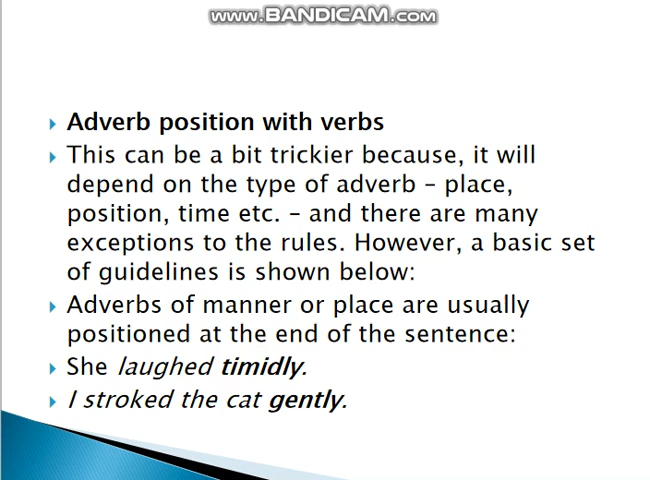 www.BANDICAM.com
Adverb position with verbs
This can be a bit trickier because, it will
depend on the type of adverb – place,
position, time etc. – and there are many
exceptions to the rules. However, a basic set
of guidelines is shown below:
Adverbs of manner or place are usually
positioned at the end of the sentence:
She laughed timidly.
I stroked the cat gently.